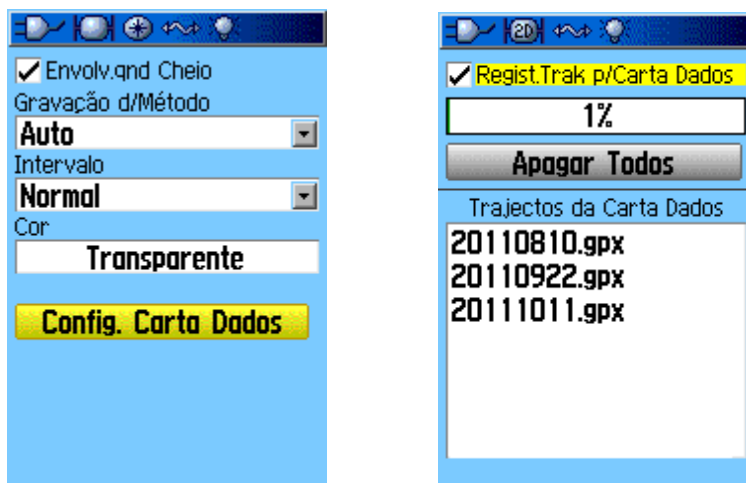 Envolv.qnd Cheio
Gravação d/Método
Auto
Intervalo
Normal
Cor
Transparente
Config. Carta Dados
2D
Regist.Trak p/Carta Dados
1%
Apagar Todos
Trajectos da Carta Dados
20110810.gpx
20110922.gpx
20111011.gpx